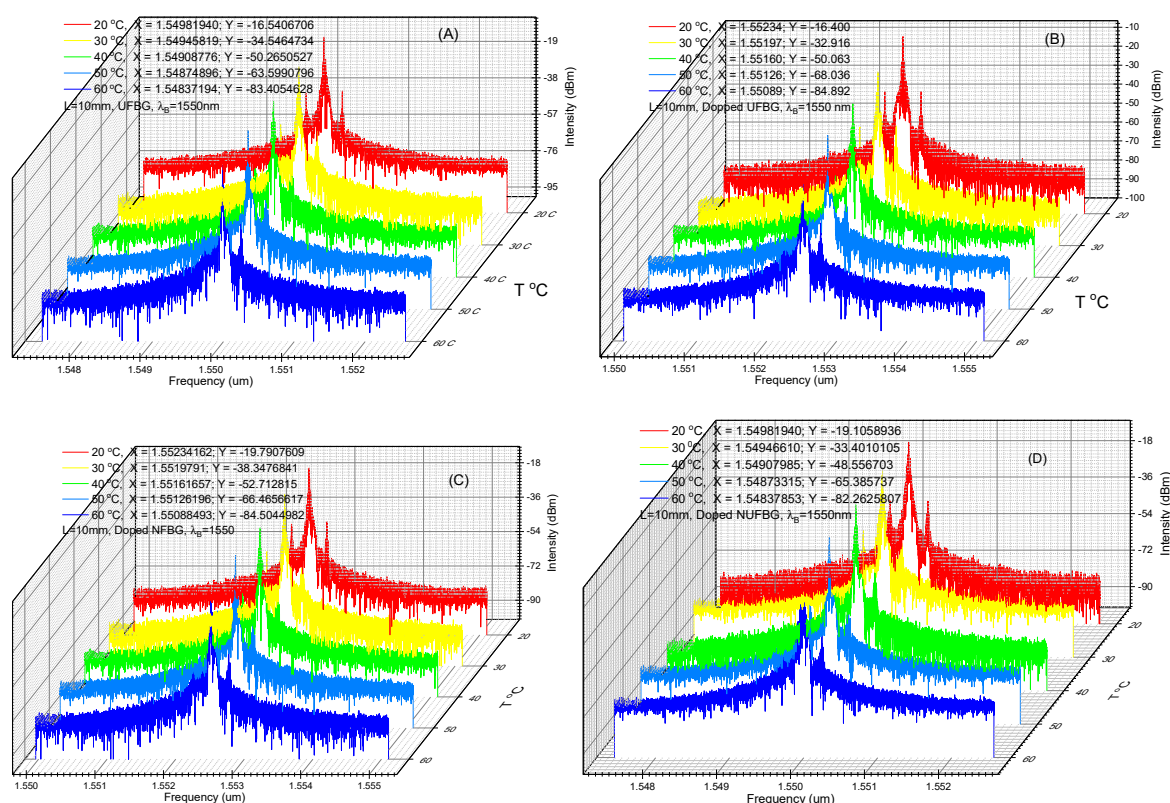 20 °C, X = 1.54981940; Y = -16.5406706
30 °C, X = 1.54945819; Y = -34.5464734
40 °C, X = 1.54908776; Y = -50.2650527
50 °C, X = 1.54874896; Y = -63.5990796
60 °C, X = 1.54837194; Y = -83.4054628
L=10mm, UFBG, λB=1550nm
(A)
-19
-38
-57
-76
-95
Intensity (dBm)
20 C
30 C
40 C
50 C
60 C
T °C
1.548
1.549
1.550
1.551
1.552
Frequency (um)
20 °C, X = 1.55234; Y = -16.400
30 °C, X = 1.55197; Y = -32.916
40 °C, X = 1.55160; Y = -50.063
50 °C, X = 1.55126; Y = -68.036
60 °C, X = 1.55089; Y = -84.892
L=10mm, Dopped UFBG, λB=1550 nm
(B)
-10
-20
-30
-40
-50
-60
-70
-80
-90
-100
Intensity (dBm)
20
30
40
50
60
T °C
1.550
1.551
1.552
1.553
1.554
1.555
Frequency (um)
20 °C, X = 1.55234162; Y = -19.7907609
30 °C, X = 1.5519791; Y = -38.3476841
40 °C, X = 1.55161657; Y = -52.712815
50 °C, X = 1.55126196; Y = -66.4656617
60 °C, X = 1.55088493; Y = -84.5044982
L=10mm, Doped NFBG, λB=1550
(C)
-18
-36
-54
-72
-90
Intensity (dBm)
20
30
40
50
60
T °C
1.550
1.551
1.552
1.553
1.554
1.555
Frequency (um)
20 °C, X = 1.54981940; Y = -19.1058936
30 °C, X = 1.54946610; Y = -33.4010105
40 °C, X = 1.54907985; Y = -48.556703
50 °C, X = 1.54873315; Y = -65.385737
60 °C, X = 1.54837853; Y = -82.2625807
L=10mm, Doped NUFBG, λB=1550nm
(D)
-18
-36
-54
-72
-90
Intensity (dBm)
20
30
40
50
60
T °C
1.548
1.549
1.550
1.551
1.552
Frequency (um)